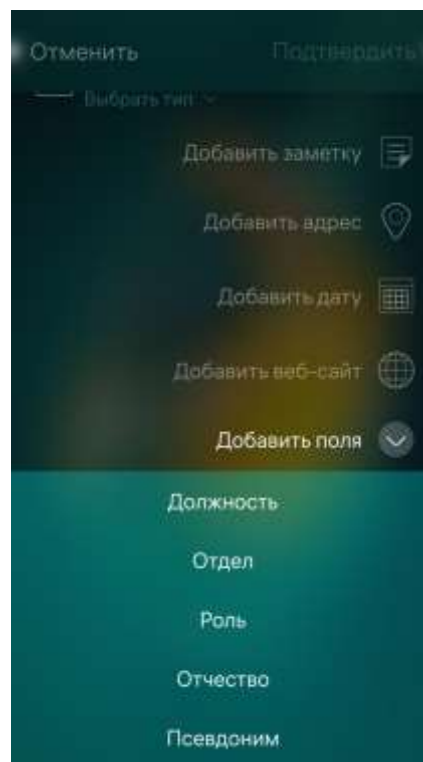 Отменить
Подтвердить
Выбрать тип
Добавить заметку
Добавить адрес
Добавить дату
Добавить веб-сайт
Добавить поля
Должность
Отдел
Роль
Отчество
Псевдоним